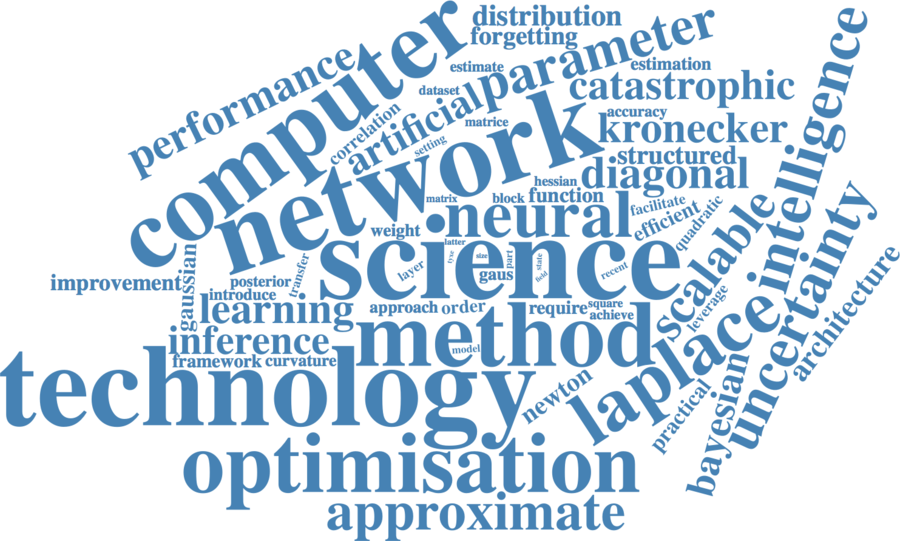 distribution
forgetting
computer
performance
estimate
parameter
estimation
dataset
catastrophic
correlation
artificial
matrice
accuracy
kronecker
setting
network
structured
diagonal
intelligence
hessian
matrix
block
function
facilitate
neural
efficient
quadratic
weight
science
latter
size
part
state
layer
gaus
field
recent
scalable
uncertainty
improvement
gaussian
posterior
transfer
introduce
learning
approach
order
require
square
achieve
leverage
architecture
inference
method
model
laplace
framework
curvature
technology
newton
practical
bayesian
optimisation
approximate